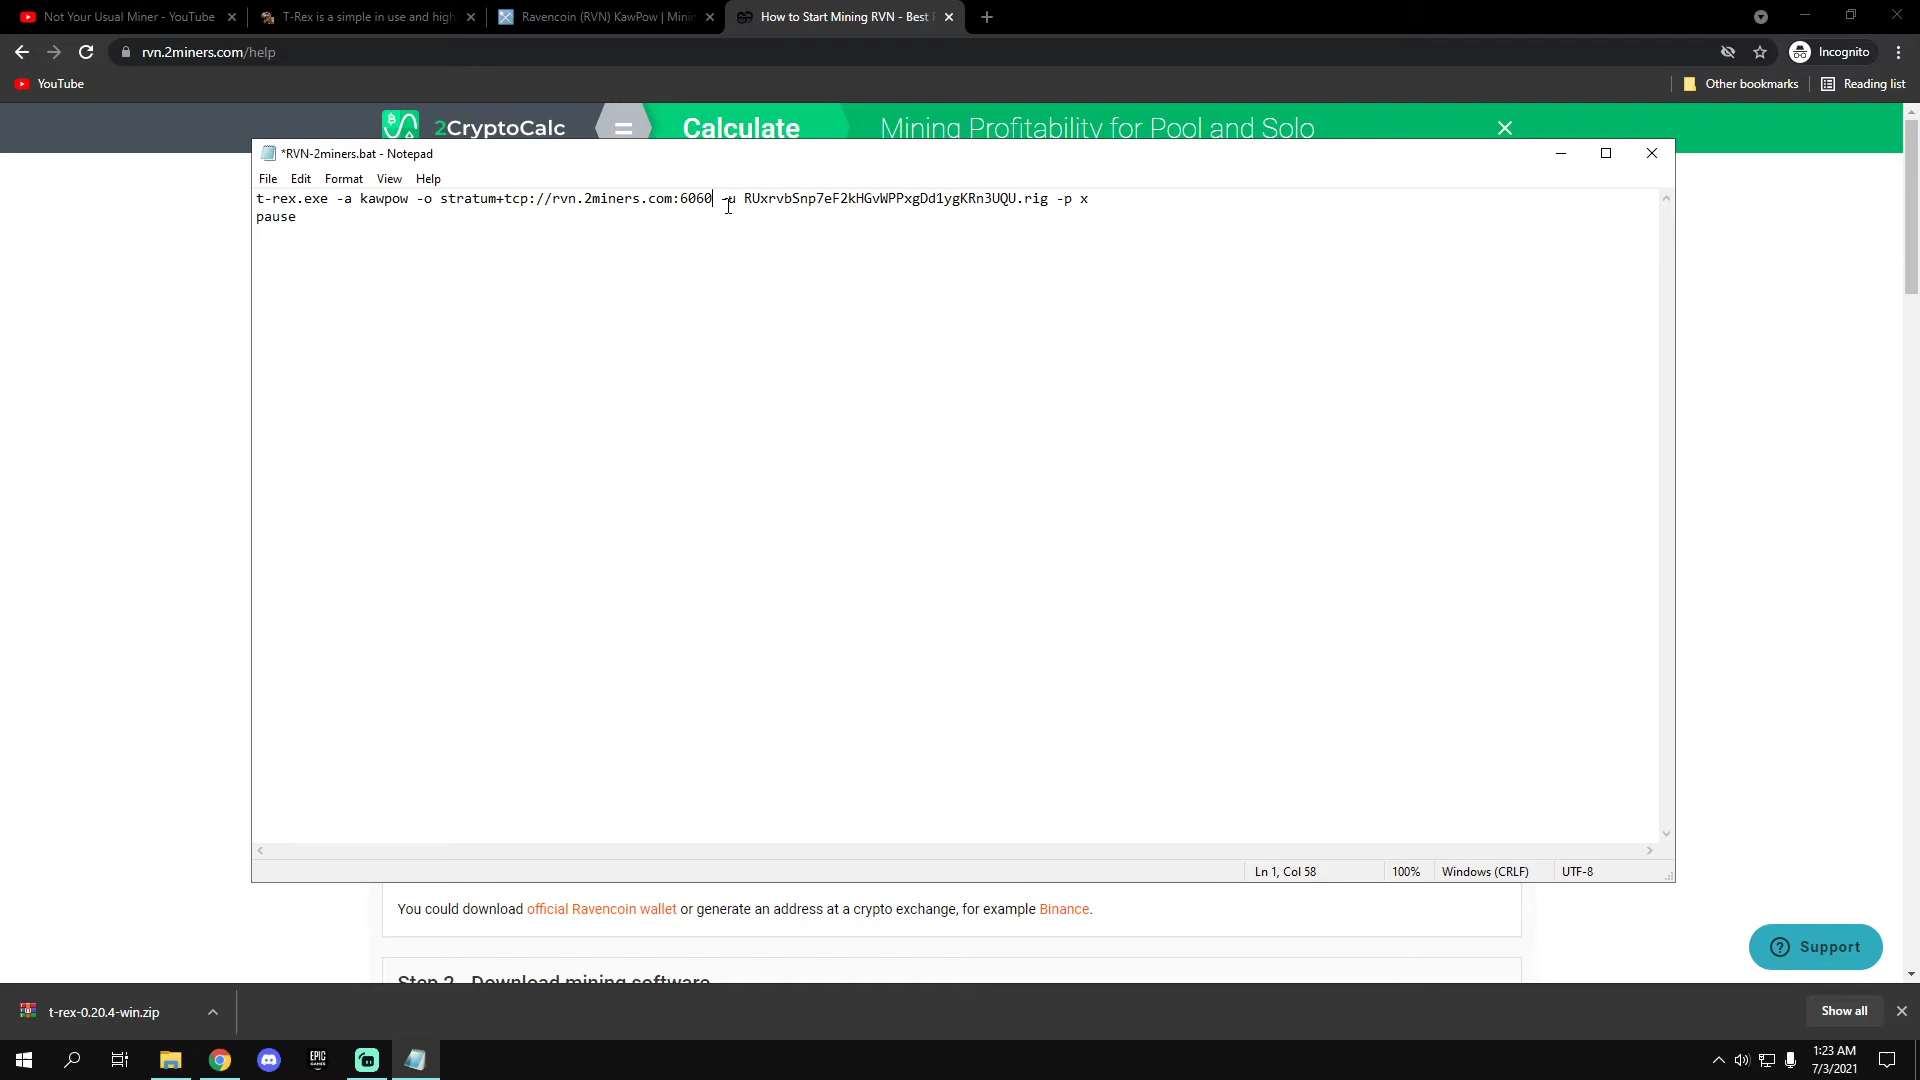 Not Your Usual Miner - YouTube
T-Rex is a simple in use and high
Ravencoin (RVN) KawPow | Minin
How to Start Mining RVN - Best
rvn.2miners.com/help
Incognito
YouTube
Other bookmarks
Reading list
2CryptoCalc
=
Calculate
Mining Profitability for Pool and Solo
*RVN-2miners.bat - Notepad
File Edit Format View Help
t-rex.exe -a kawpow -o stratum+tcp://rvn.2miners.com:6060 -u RUxrvbSnp7eF2kHGvWPPxgDd1ygKRn3UQU.rig -p x
pause
Ln 1, Col 58
100%
Windows (CRLF)
UTF-8
You could download official Ravencoin wallet or generate an address at a crypto exchange, for example Binance.
Step 2 - Download mining software
Support
t-rex-0.20.4-win.zip
Show all
EPIC GAMES
1:23 AM
7/3/2021